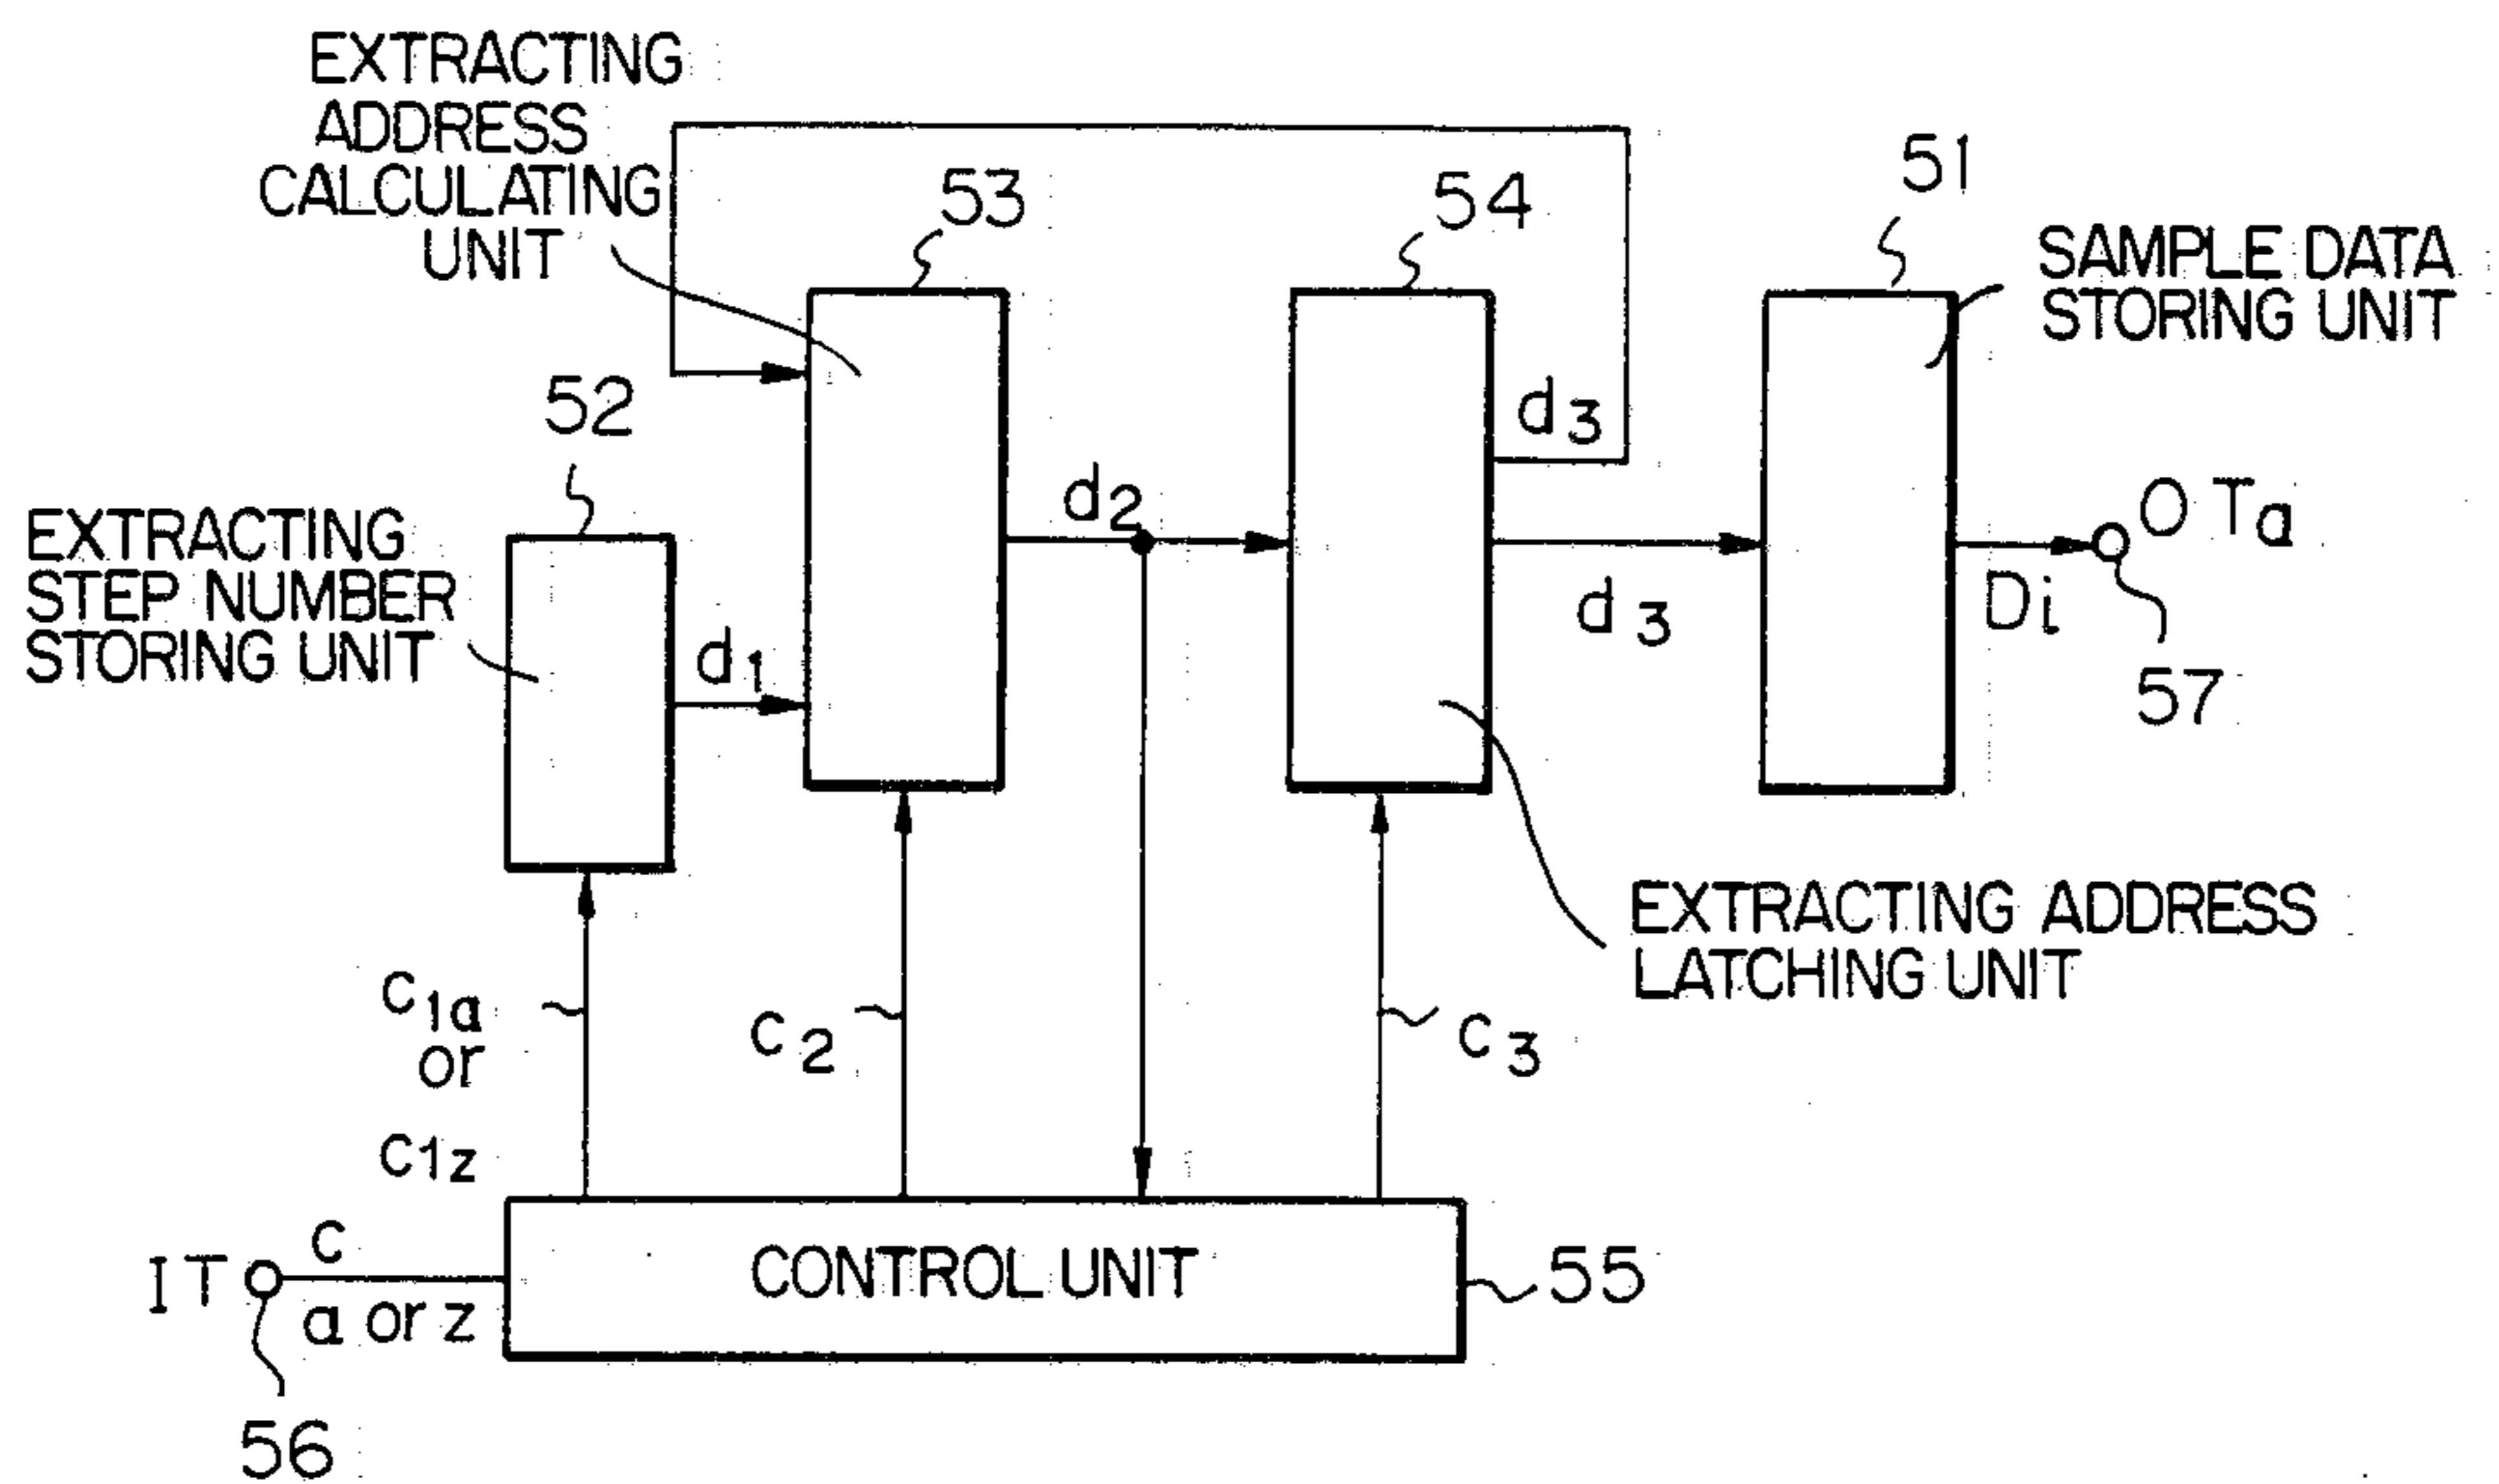 EXTRACTING
ADDRESS
CALCULATING
UNIT
53
54
51
SAMPLE DATA
STORING UNIT
52
d3
EXTRACTING
STEP NUMBER
STORING UNIT
d2
OTa
d1
d3
Di
57
EXTRACTING ADDRESS
LATCHING UNIT
c1a
or
c1z
c2
c3
IT
c
a or z
CONTROL UNIT
55
56